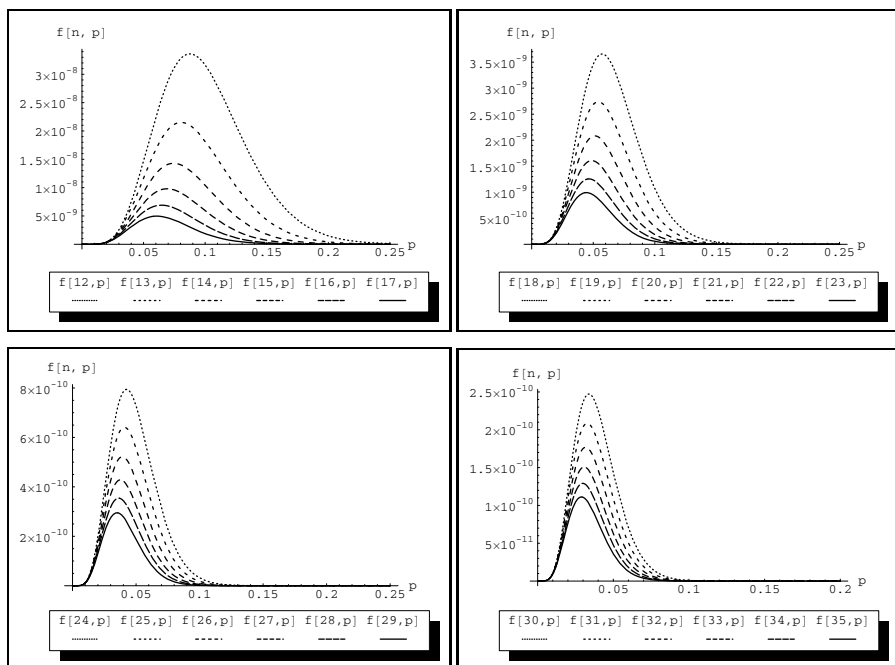 f[n, p]
3×10^-8
2.5×10^-8
2×10^-8
1.5×10^-8
1×10^-8
5×10^-9
0.05 0.1 0.15 0.2 0.25 p
f[12,p] f[13,p] f[14,p] f[15,p] f[16,p] f[17,p]
f[n, p]
3.5×10^-9
3×10^-9
2.5×10^-9
2×10^-9
1.5×10^-9
1×10^-9
5×10^-10
0.05 0.1 0.15 0.2 0.25 p
f[18,p] f[19,p] f[20,p] f[21,p] f[22,p] f[23,p]
f[n, p]
8×10^-10
6×10^-10
4×10^-10
2×10^-10
0.05 0.1 0.15 0.2 0.25 p
f[24,p] f[25,p] f[26,p] f[27,p] f[28,p] f[29,p]
f[n, p]
2.5×10^-10
2×10^-10
1.5×10^-10
1×10^-10
5×10^-11
0.05 0.1 0.15 0.2 p
f[30,p] f[31,p] f[32,p] f[33,p] f[34,p] f[35,p]